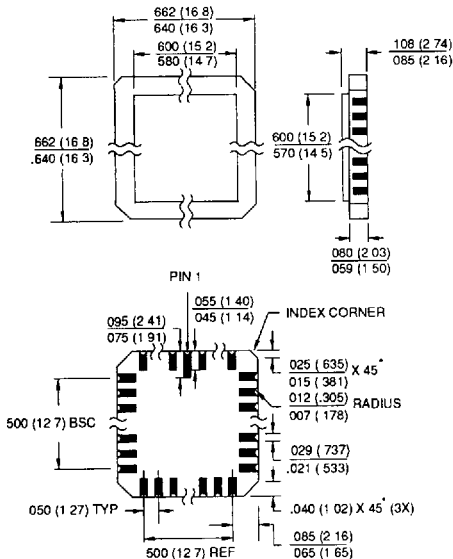 662 (16 8)
640 (16 3)
600 (15 2)
580 (14 7)
108 (2 74)
085 (2 16)
662 (16 8)
.640 (16 3)
600 (15 2)
570 (14 5)
080 (2 03)
059 (1 50)
PIN 1
055 (1 40)
045 (1 14)
INDEX CORNER
095 (2 41)
075 (1 91)
025 (635)
015 (381)
X 45°
012 (.305)
007 (178)
RADIUS
500 (12 7) BSC
029 (737)
.021 (533)
050 (1 27) TYP
.040 (1 02) X 45° (3X)
500 (12 7) REF
085 (2 16)
065 (1 65)